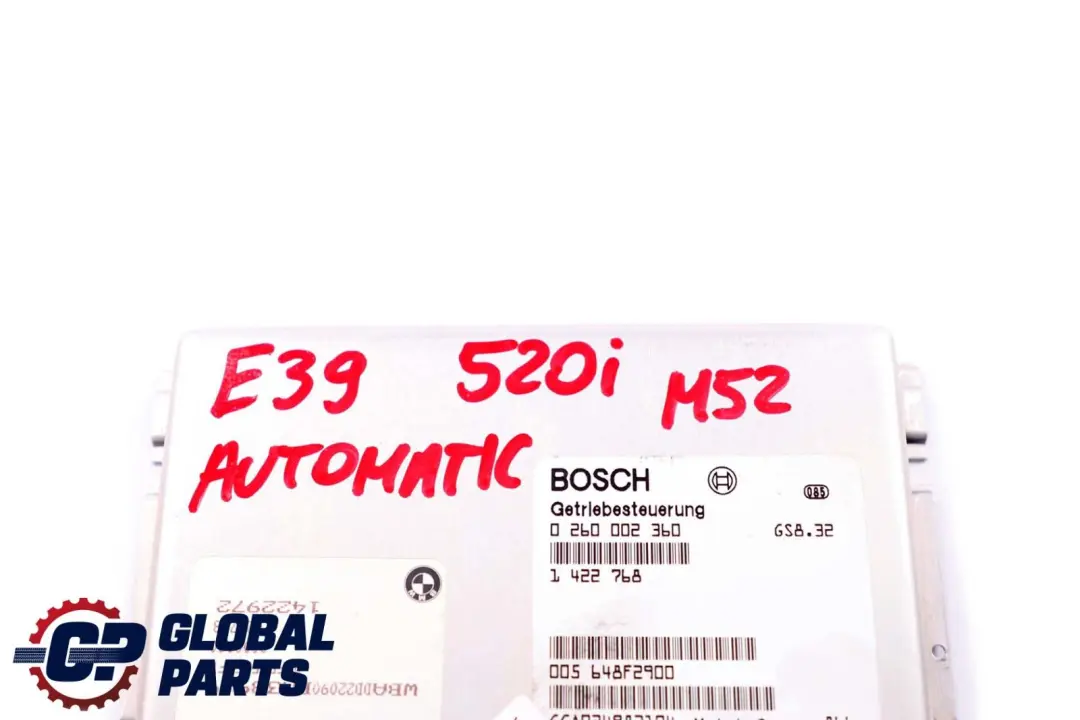 E39 520i M52
AUTOMATIC
BOSCH
085
Getriebesteuerung
0 260 002 360 GS8.32
1 422 768
1422972
005 648F2900
GLOBAL
PARTS